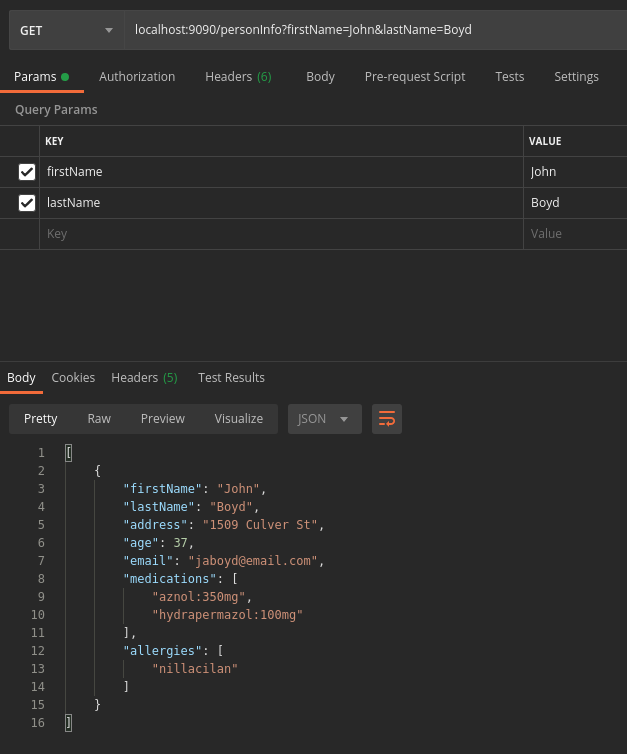 GET localhost:9090/personInfo?firstName=John&lastName=Boyd
Params Authorization Headers (6) Body Pre-request Script Tests Settings
Query Params
KEY VALUE
firstName John
lastName Boyd
Key Value
Body Cookies Headers (5) Test Results
Pretty Raw Preview Visualize JSON
1 [
2 {
3 "firstName": "John",
4 "lastName": "Boyd",
5 "address": "1509 Culver St",
6 "age": 37,
7 "email": "jaboyd@email.com",
8 "medications": [
9 "aznol:350mg",
10 "hydrapermazol:100mg"
11 ],
12 "allergies": [
13 "nillacilan"
14 ]
15 }
16 ]